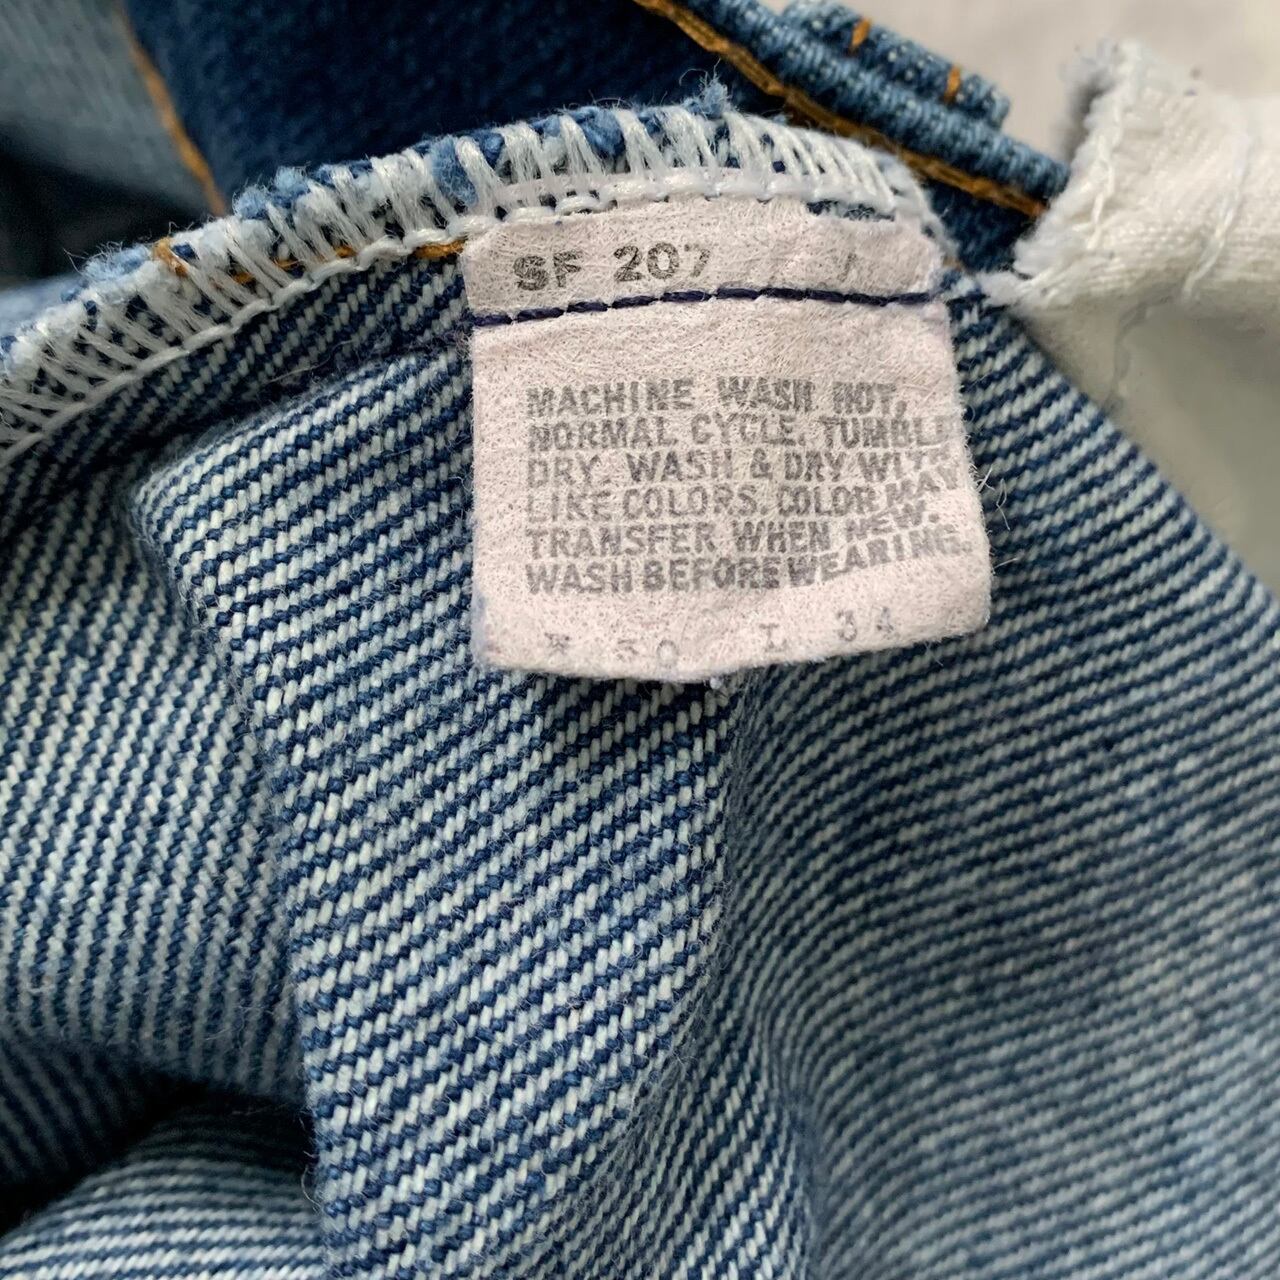 SF 207
MACHINE WASH HOT,
NORMAL CYCLE. TUMBLE
DRY. WASH & DRY WITH
LIKE COLORS. COLOR MAY
TRANSFER WHEN NEW.
WASH BEFORE WEARING.
34